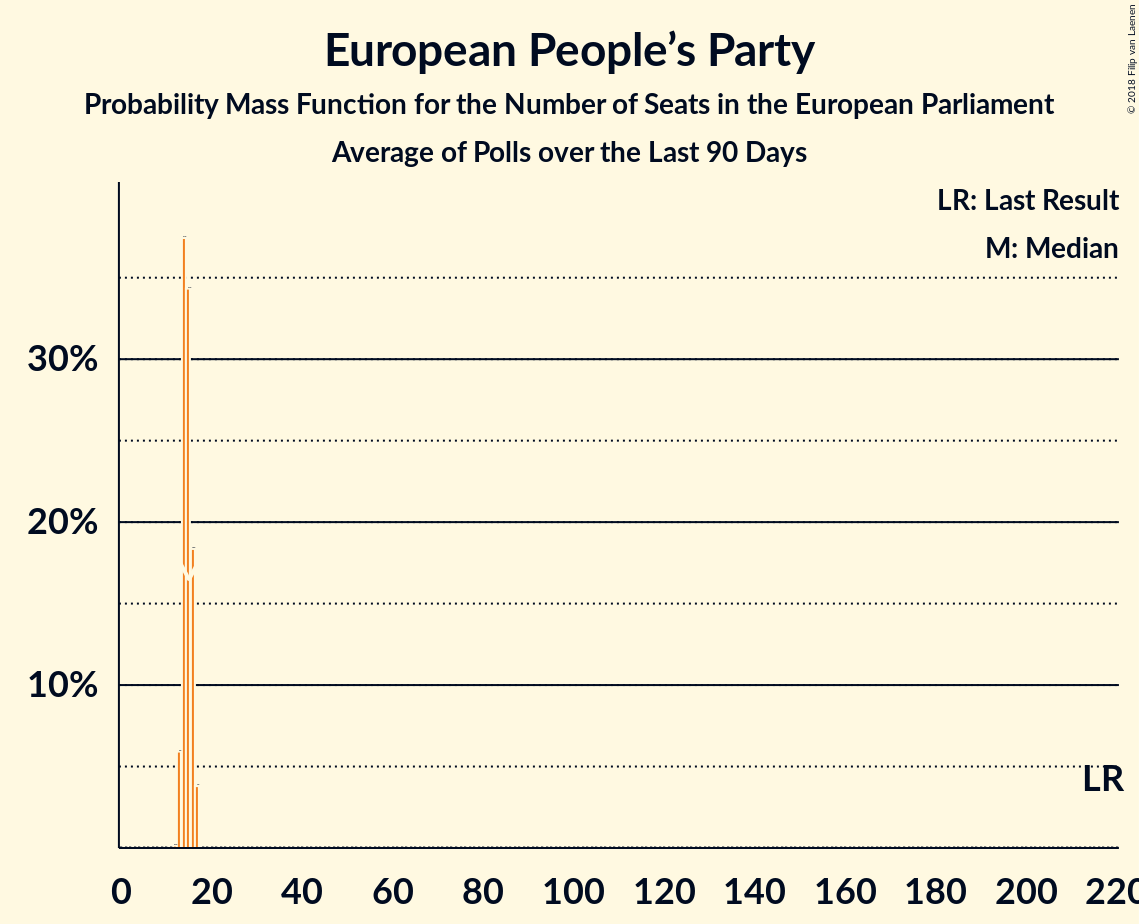 European People’s Party
Probability Mass Function for the Number of Seats in the European Parliament
Average of Polls over the Last 90 Days
© 2018 Filip van Laenen
LR: Last Result
M: Median
30%
20%
10%
M
LR
0 20 40 60 80 100 120 140 160 180 200 220